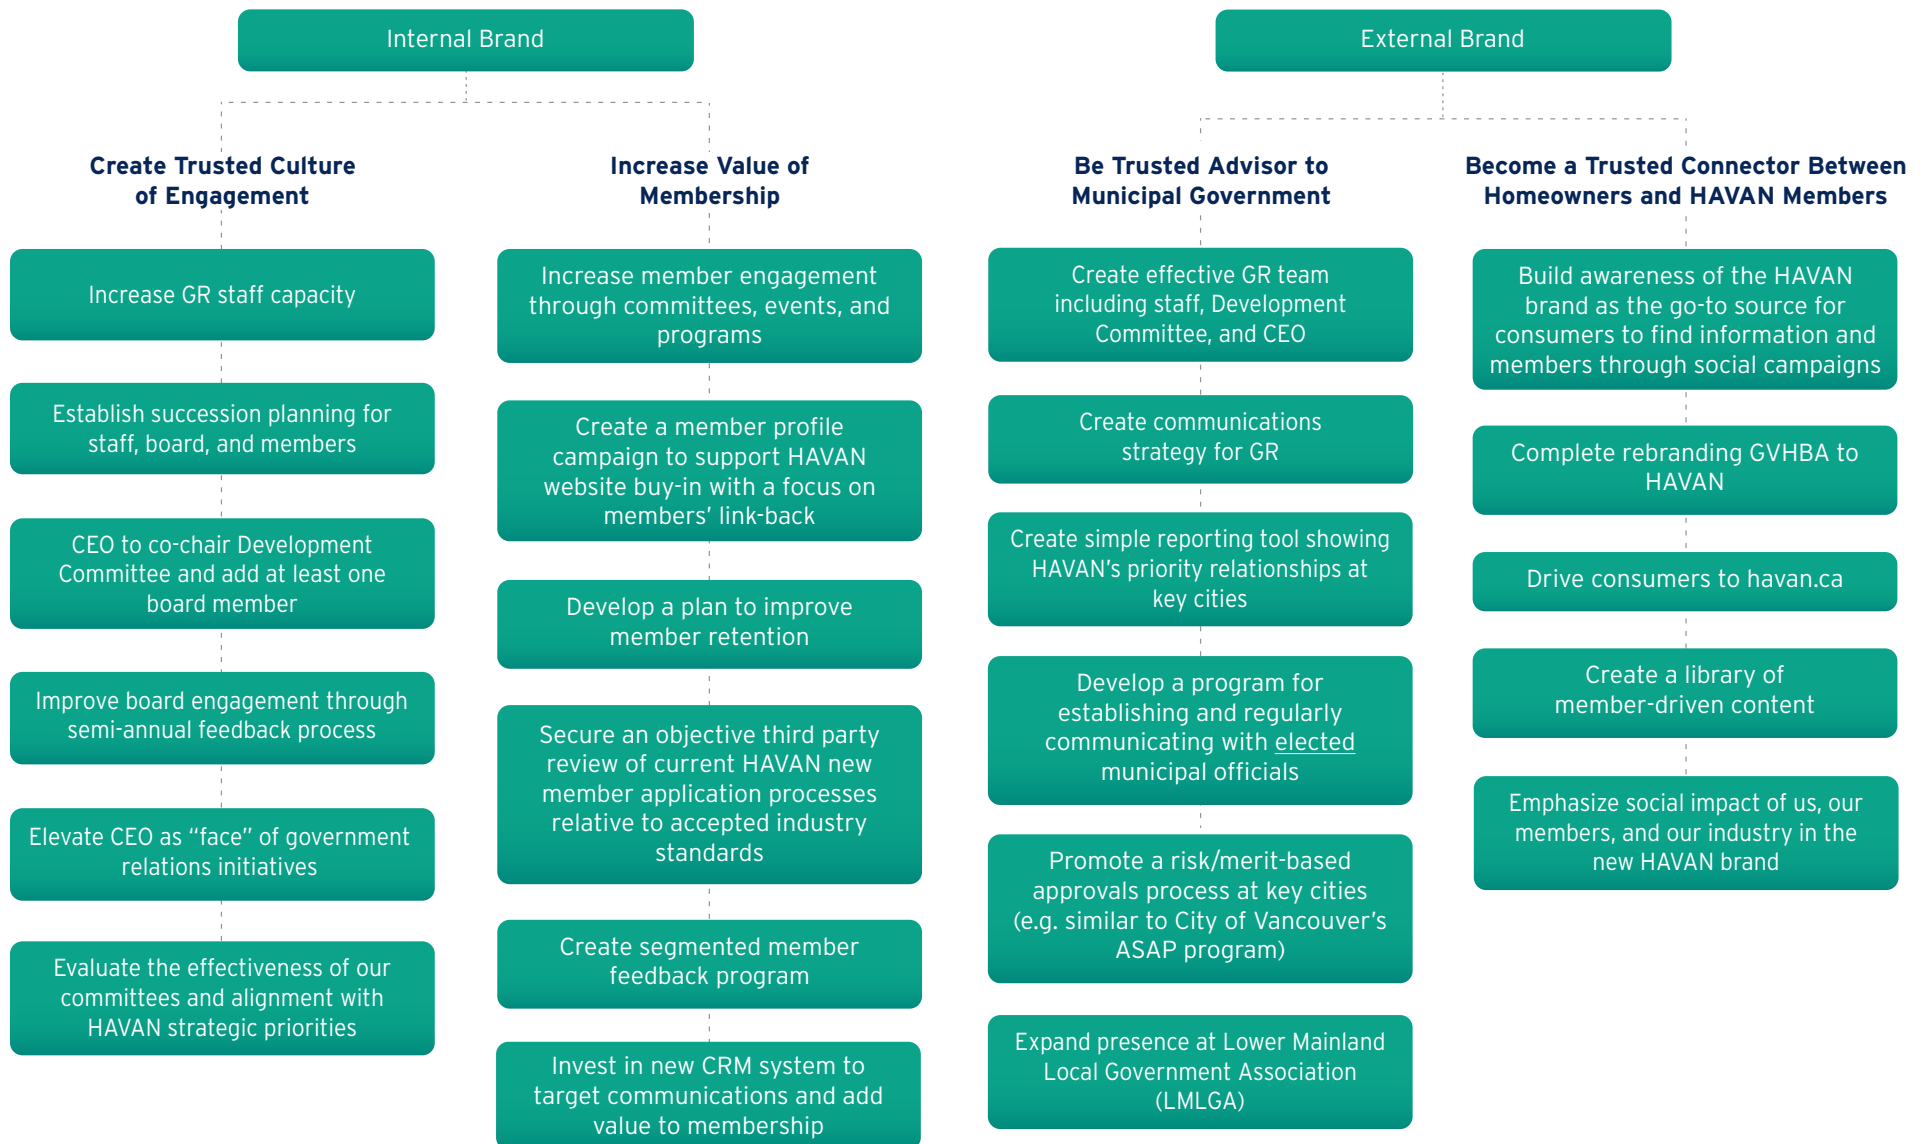 Internal Brand
Create Trusted Culture
of Engagement
Increase GR staff capacity
Establish succession planning for
staff, board, and members
CEO to co-chair Development
Committee and add at least one
board member
Improve board engagement through
semi-annual feedback process
Elevate CEO as “face” of government
relations initiatives
Evaluate the effectiveness of our
committees and alignment with
HAVAN strategic priorities
Increase Value of
Membership
Increase member engagement
through committees, events, and
programs
Create a member profile
campaign to support HAVAN
website buy-in with a focus on
members’ link-back
Develop a plan to improve
member retention
Secure an objective third party
review of current HAVAN new
member application processes
relative to accepted industry
standards
Create segmented member
feedback program
Invest in new CRM system to
target communications and add
value to membership
External Brand
Be Trusted Advisor to
Municipal Government
Create effective GR team
including staff, Development
Committee, and CEO
Create communications
strategy for GR
Create simple reporting tool showing
HAVAN’s priority relationships at
key cities
Develop a program for
establishing and regularly
communicating with elected
municipal officials
Promote a risk/merit-based
approvals process at key cities
(e.g. similar to City of Vancouver’s
ASAP program)
Expand presence at Lower Mainland
Local Government Association
(LMLGA)
Become a Trusted Connector Between
Homeowners and HAVAN Members
Build awareness of the HAVAN
brand as the go-to source for
consumers to find information and
members through social campaigns
Complete rebranding GVHBA to
HAVAN
Drive consumers to havan.ca
Create a library of
member-driven content
Emphasize social impact of us, our
members, and our industry in the
new HAVAN brand